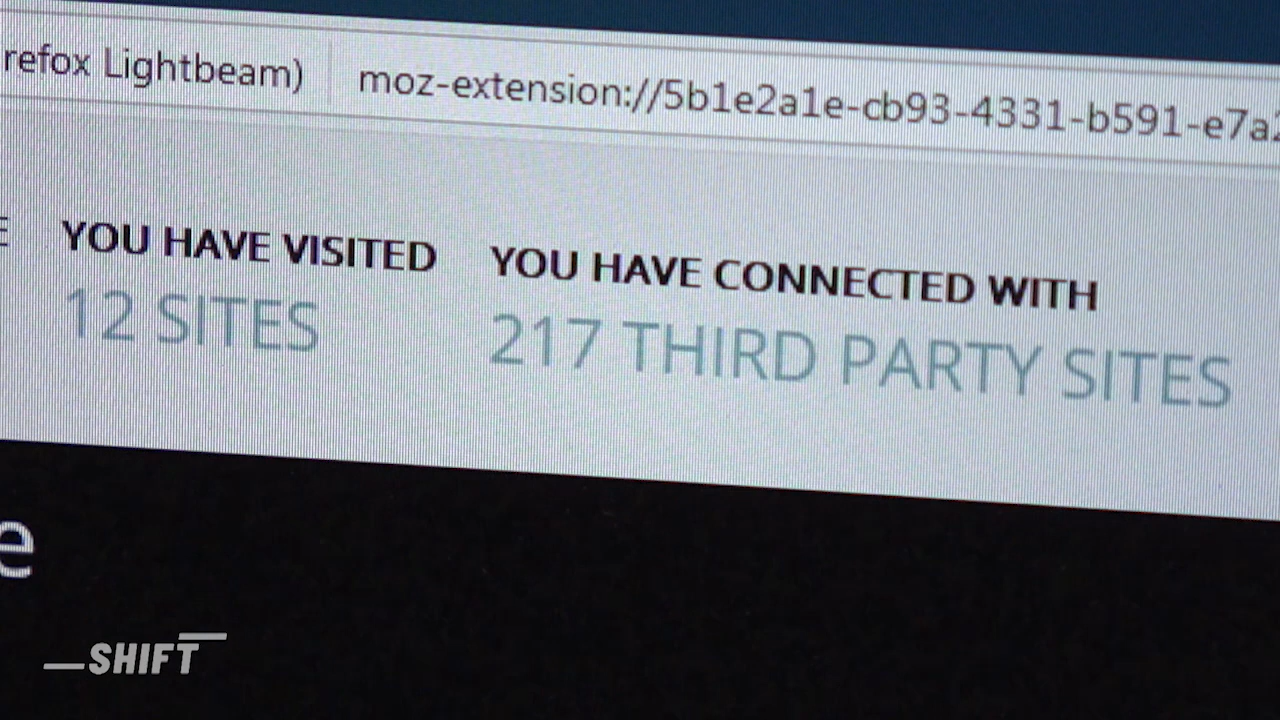 refox Lightbeam) moz-extension://5b1e2a1e-cb93-4331-b591-e7a
YOU HAVE VISITED YOU HAVE CONNECTED WITH
12 SITES 217 THIRD PARTY SITES
e
SHIFT